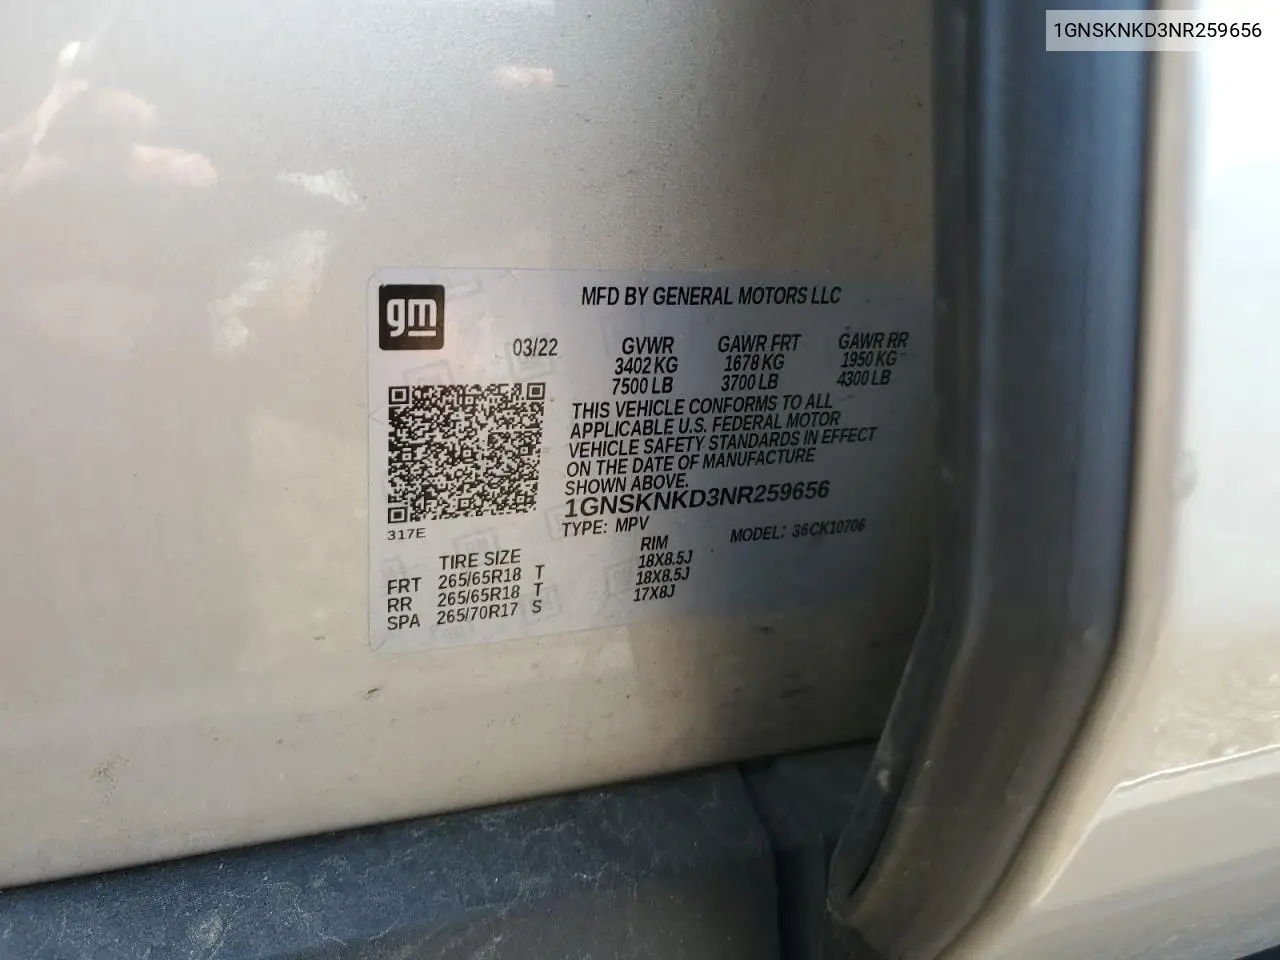 1GNSKNKD3NR259656
gm
MFD BY GENERAL MOTORS LLC
03/22
GVWR GAWR FRT GAWR RR
3402 KG 1678 KG 1950 KG
7500 LB 3700 LB 4300 LB
THIS VEHICLE CONFORMS TO ALL
APPLICABLE U.S. FEDERAL MOTOR
VEHICLE SAFETY STANDARDS IN EFFECT
ON THE DATE OF MANUFACTURE
SHOWN ABOVE.
1GNSKNKD3NR259656
317E
TYPE: MPV MODEL: 36CK10706
TIRE SIZE RIM
FRT 265/65R18 T 18X8.5J
RR 265/65R18 T 18X8.5J
SPA 265/70R17 S 17X8J